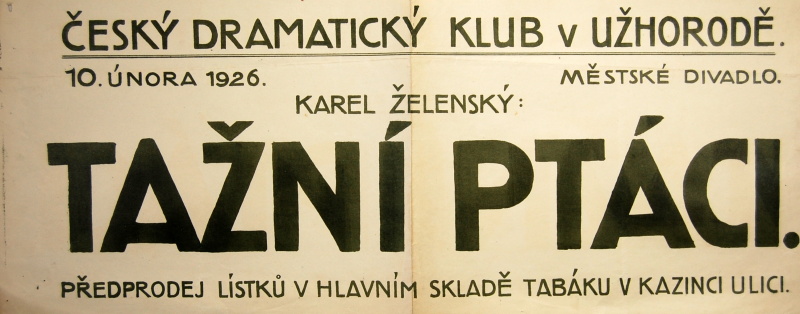 ČESKÝ DRAMATICKÝ KLUB V UŽHORODĚ.
10. ÚNORA 1926. MĚSTSKÉ DIVADLO.
KAREL ŽELENSKÝ:
TAŽNÍ PTÁCI.
PŘEDPRODEJ LÍSTKŮ V HLAVNÍM SKLADĚ TABÁKU V KAZINCI ULICI.